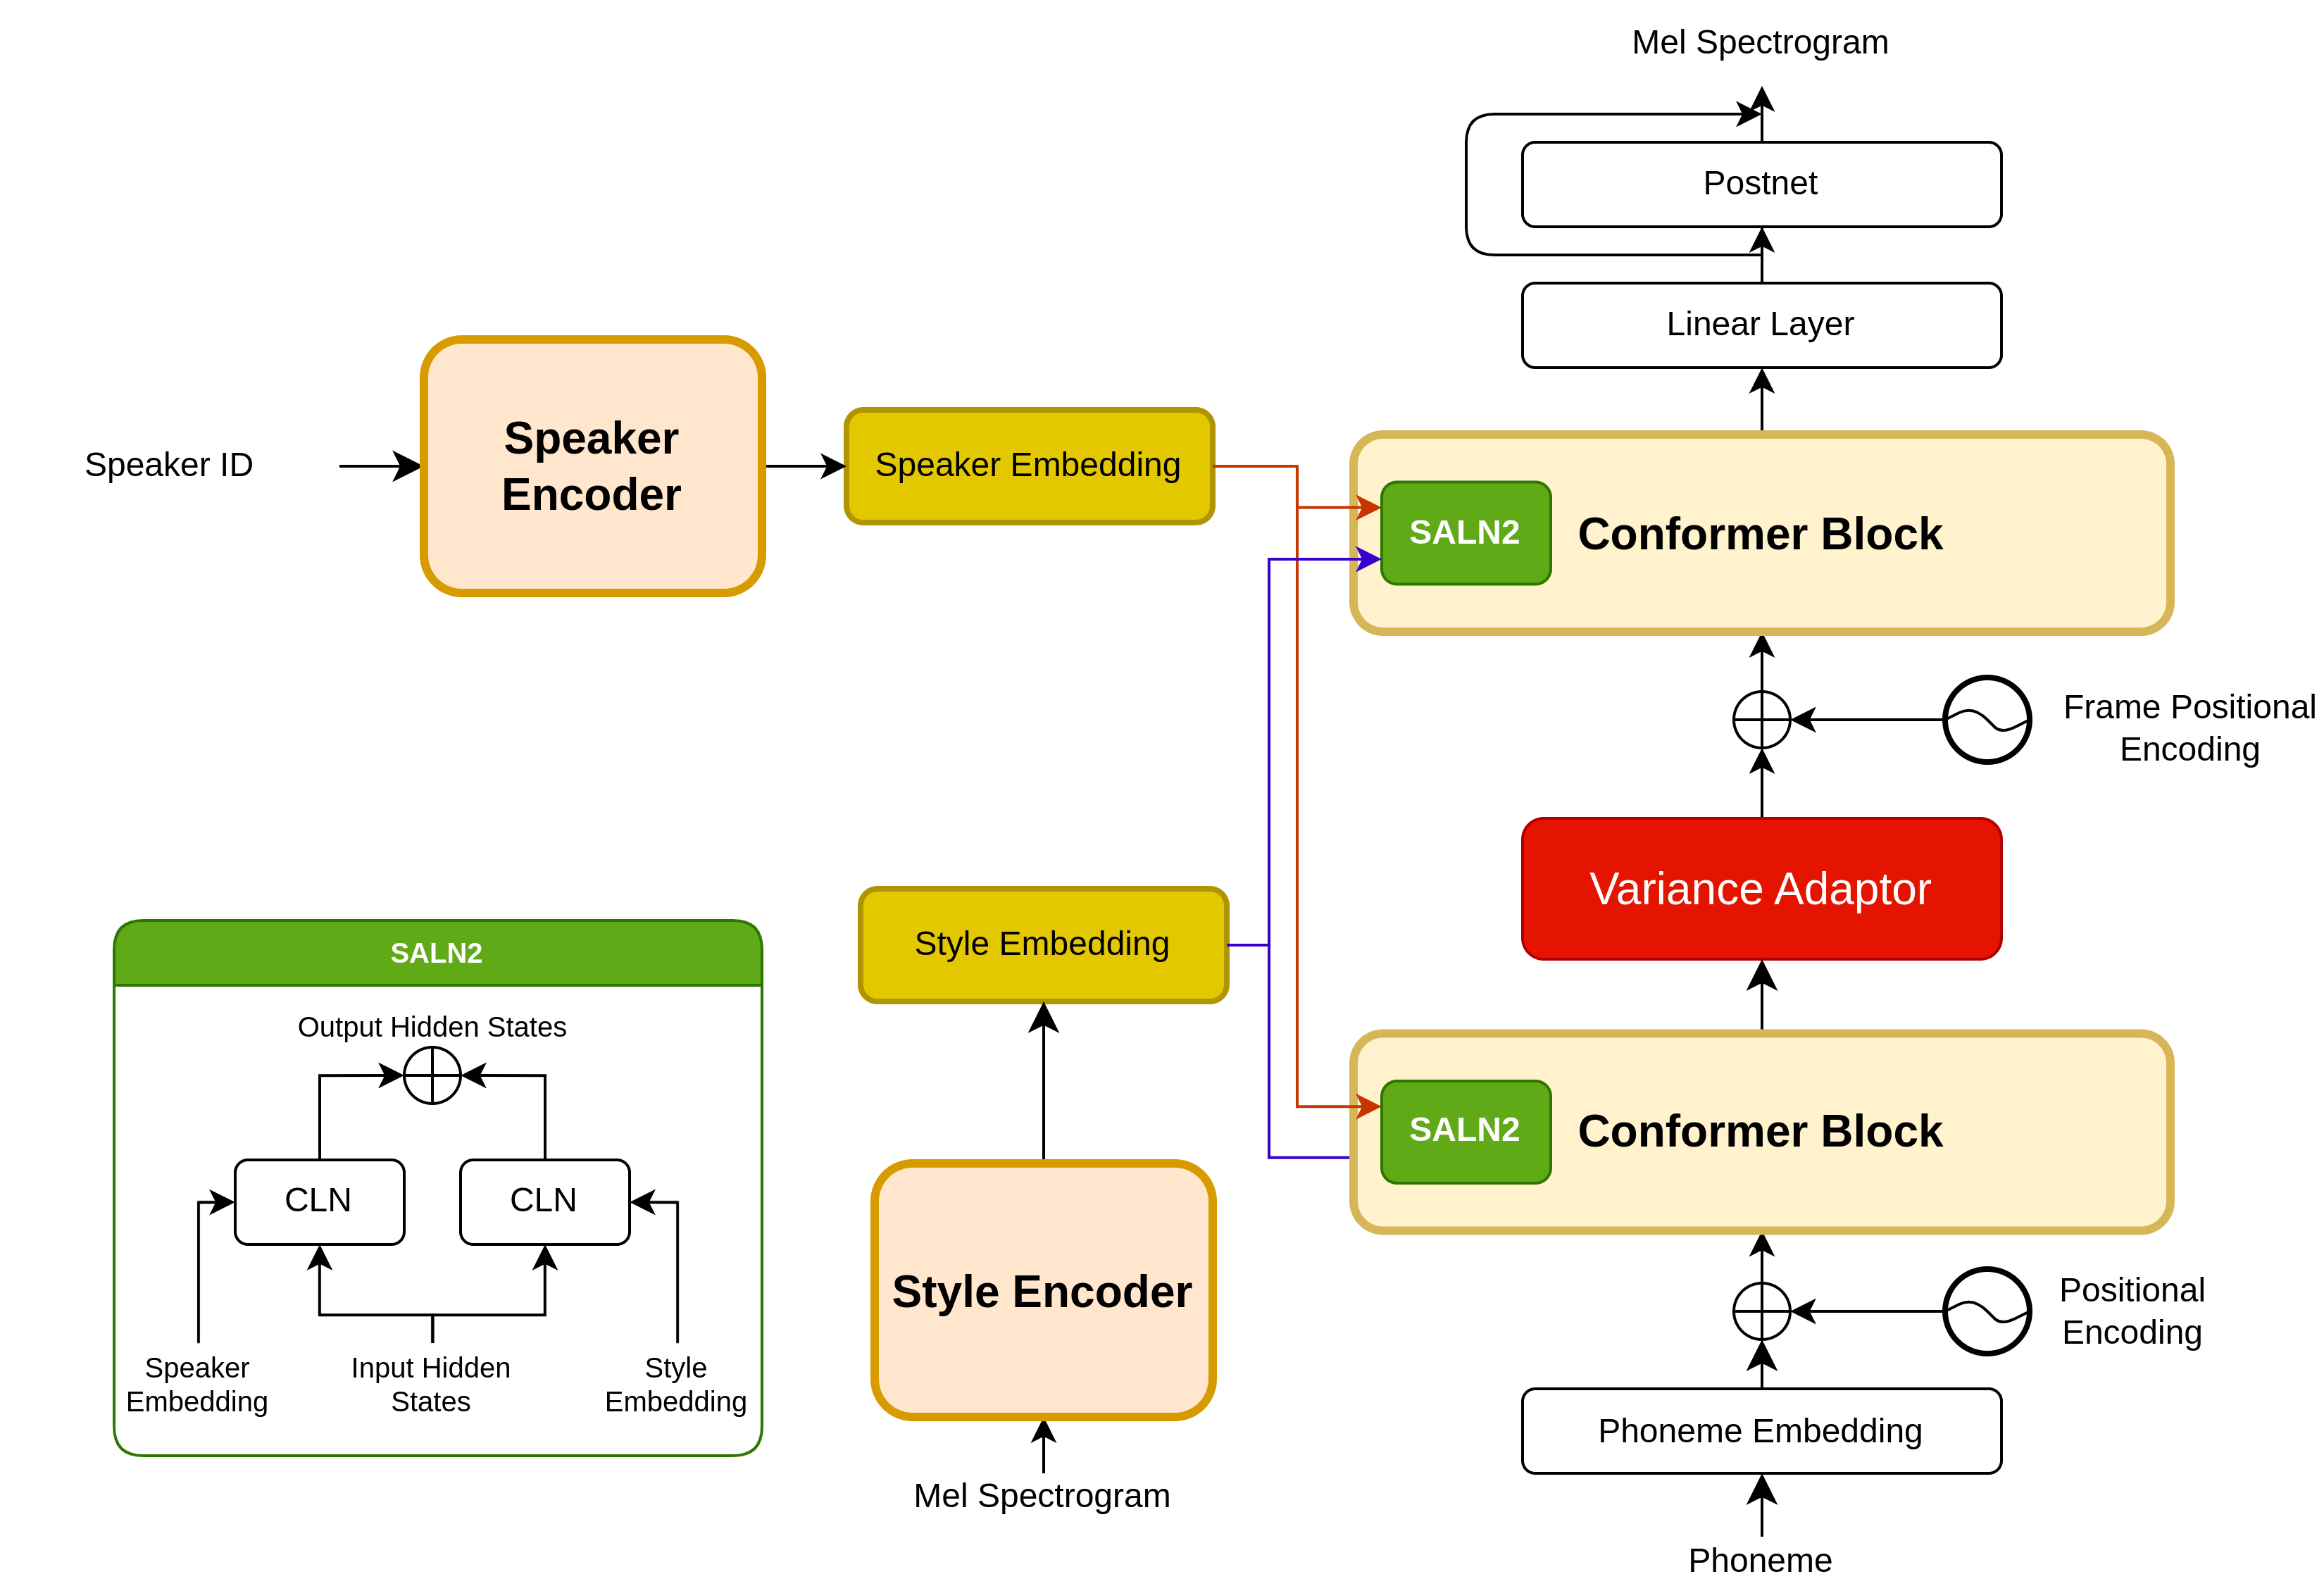 Mel Spectrogram
Postnet
Linear Layer
Speaker
Encoder
Speaker ID
Speaker Embedding
SALN2
Conformer Block
Frame Positional
Encoding
Variance Adaptor
Style Embedding
SALN2
Conformer Block
Style Encoder
Positional
Encoding
Phoneme Embedding
Mel Spectrogram
Phoneme
SALN2
Output Hidden States
CLN
CLN
Speaker
Embedding
Input Hidden
States
Style
Embedding